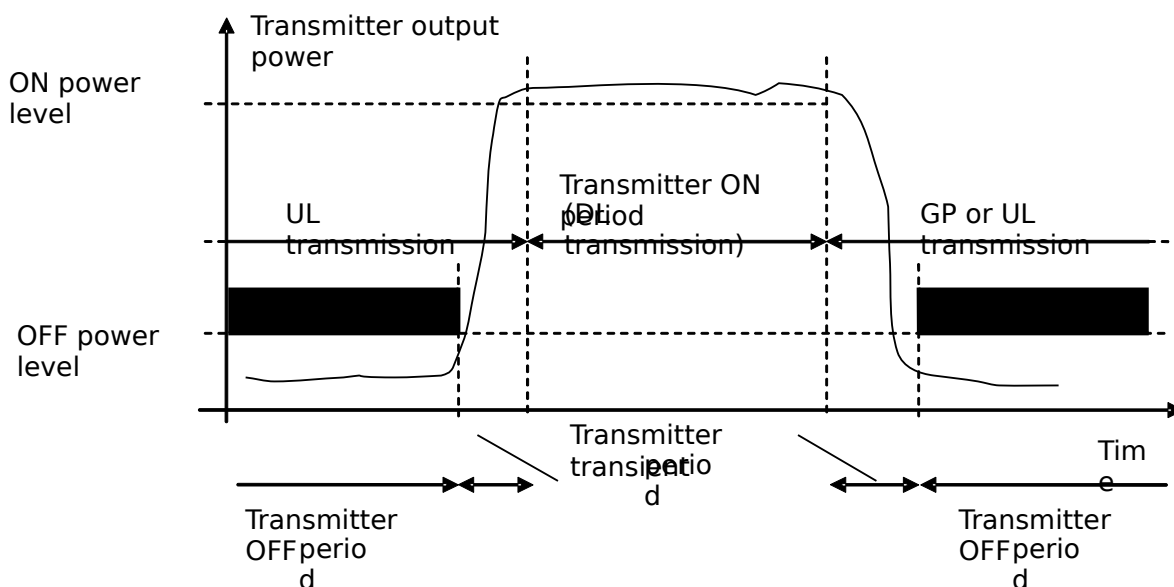 Transmitter output
power
ON power
level
Transmitter ON
period
(DL
transmission)
UL
transmission
GP or UL
transmission
OFF power
level
Transmitter
transient
perio
d
Tim
e
Transmitter
OFF
perio
d
Transmitter
OFF
perio
d